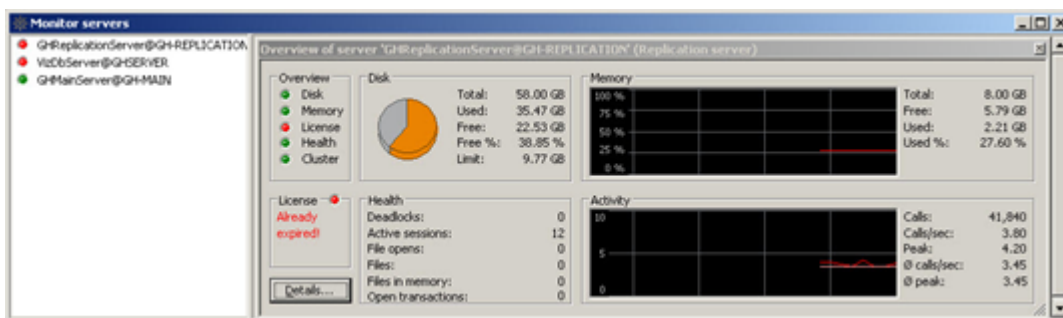 Monitor servers
GHReplicationServer@GH-REPLICATION
VizDbServer@GHSERVER
GHMainServer@GH-MAIN
Overview of server 'GHReplicationServer@GH-REPLICATION' (Replication server)
Overview
Disk
Memory
License
Health
Cluster
Disk
Total: 58.00 GB
Used: 35.47 GB
Free: 22.53 GB
Free %: 38.85 %
Limit: 9.77 GB
Memory
100 %
75 %
50 %
25 %
0 %
Total: 8.00 GB
Free: 5.79 GB
Used: 2.21 GB
Used %: 27.60 %
License
Already
expired!
Details...
Health
Deadlocks: 0
Active sessions: 12
File opens: 0
Files: 0
Files in memory: 0
Open transactions: 0
Activity
10
5
0
Calls: 41,840
Calls/sec: 3.80
Peak: 4.20
Ø calls/sec: 3.45
Ø peak: 3.45